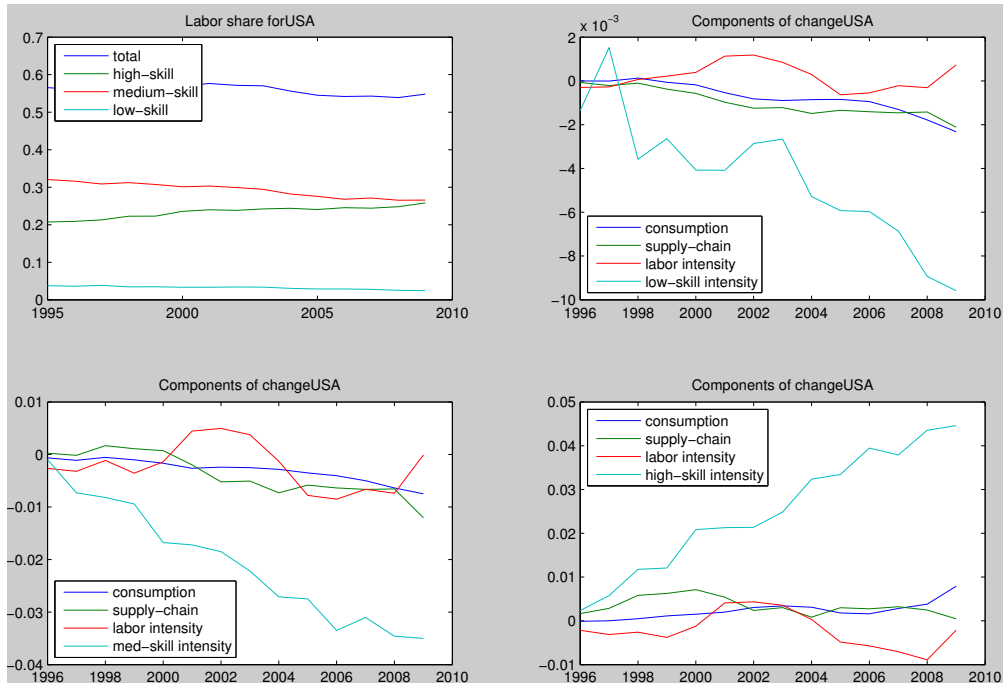 Labor share forUSA
0.7
0.6
0.5
0.4
0.3
0.2
0.1
0
1995 2000 2005 2010
total
high−skill
medium−skill
low−skill
Components of changeUSA
x 10−3
2
0
−2
−4
−6
−8
−10
1996 1998 2000 2002 2004 2006 2008 2010
consumption
supply−chain
labor intensity
low−skill intensity
Components of changeUSA
0.01
0
−0.01
−0.02
−0.03
−0.04
1996 1998 2000 2002 2004 2006 2008 2010
consumption
supply−chain
labor intensity
med−skill intensity
Components of changeUSA
0.05
0.04
0.03
0.02
0.01
0
−0.01
1996 1998 2000 2002 2004 2006 2008 2010
consumption
supply−chain
labor intensity
high−skill intensity